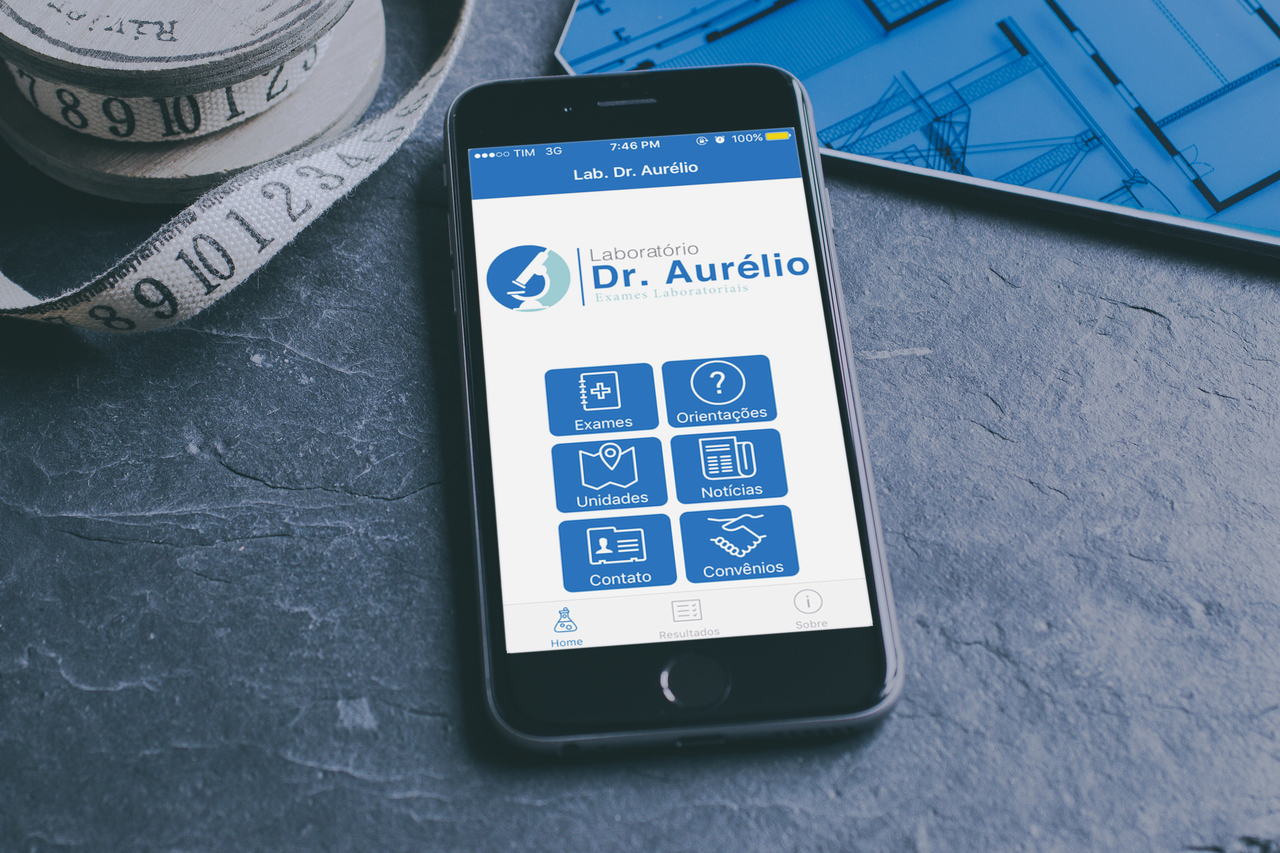 Rivier
7 8 9 10 1 2 3
8 9 10 1 2 3 4
TIM 3G 7:46 PM 100%
Lab. Dr. Aurélio
Laboratório
Dr. Aurélio
Exames Laboratoriais
?
Exames Orientações
Unidades Notícias
Contato Convênios
i
Home Resultados Sobre